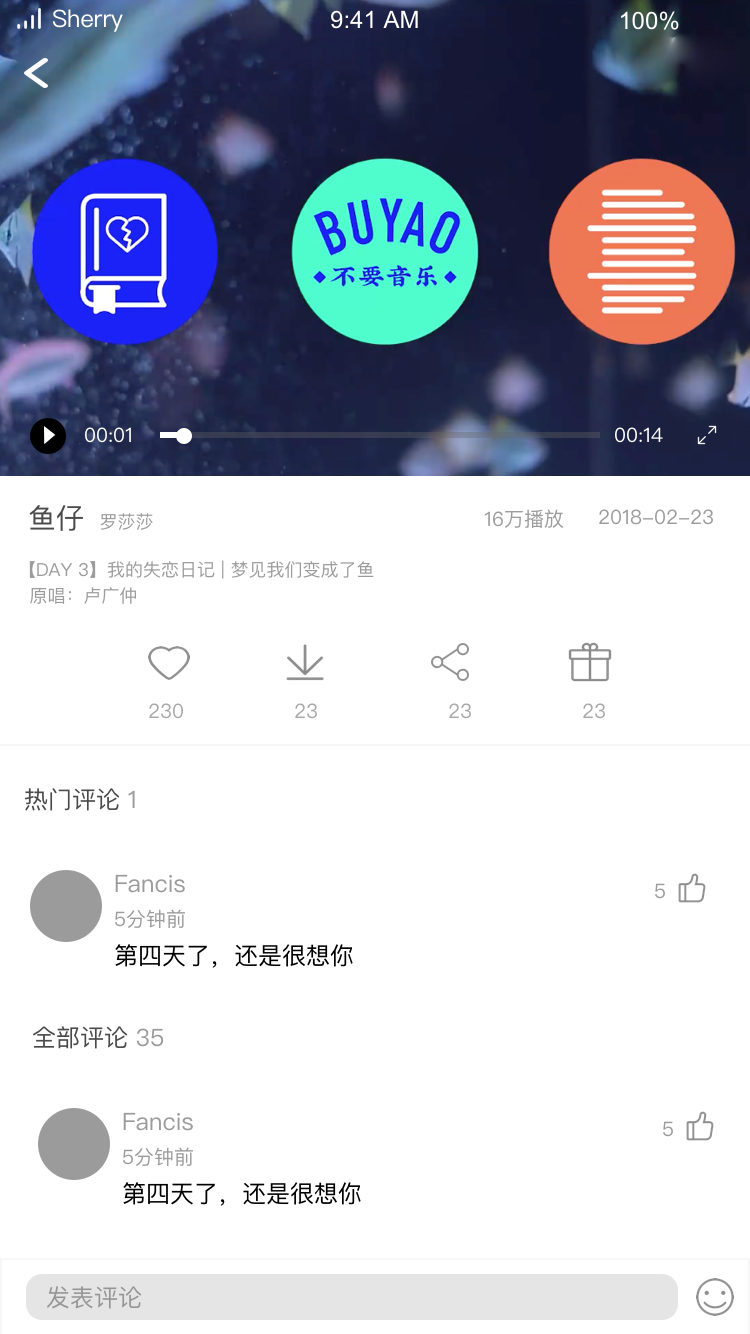 Sherry 9:41 AM 100%
BUYAO
不要音乐
00:01 00:14
鱼仔 罗莎莎 16万播放 2018-02-23
【DAY 3】我的失恋日记 | 梦见我们变成了鱼
原唱：卢广仲
230 23 23 23
热门评论 1
Fancis 5
5分钟前
第四天了，还是很想你
全部评论 35
Fancis 5
5分钟前
第四天了，还是很想你
发表评论